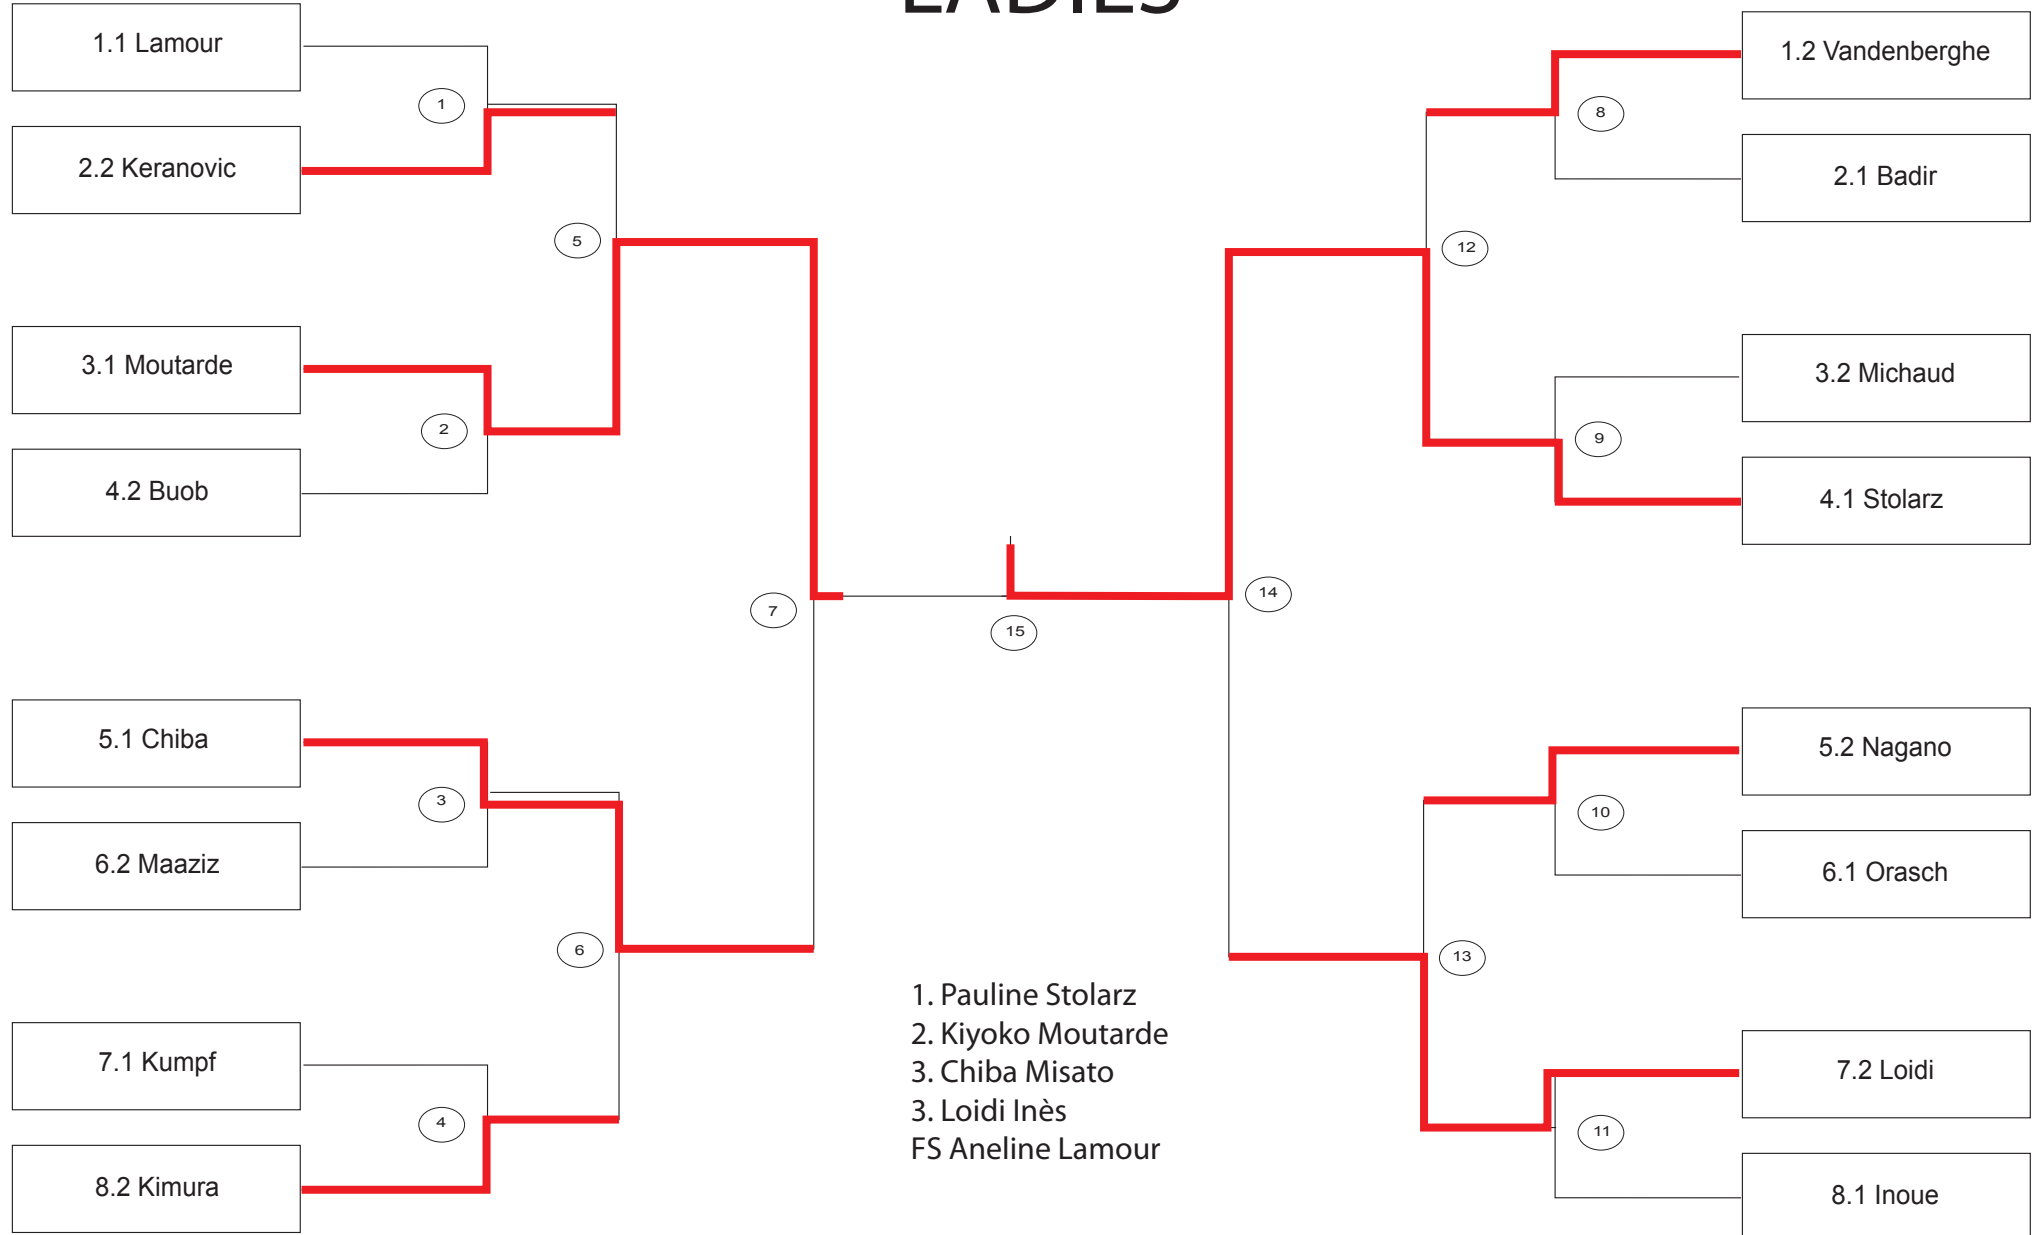 LADIES
1.1 Lamour
2.2 Keranovic
3.1 Moutarde
4.2 Buob
5.1 Chiba
6.2 Maaziz
7.1 Kumpf
8.2 Kimura
1
2
3
4
5
6
7
15
14
12
13
8
9
10
11
1.2 Vandenberghe
2.1 Badir
3.2 Michaud
4.1 Stolarz
5.2 Nagano
6.1 Orasch
7.2 Loidi
8.1 Inoue
1. Pauline Stolarz
2. Kiyoko Moutarde
3. Chiba Misato
3. Loidi Inès
FS Aneline Lamour